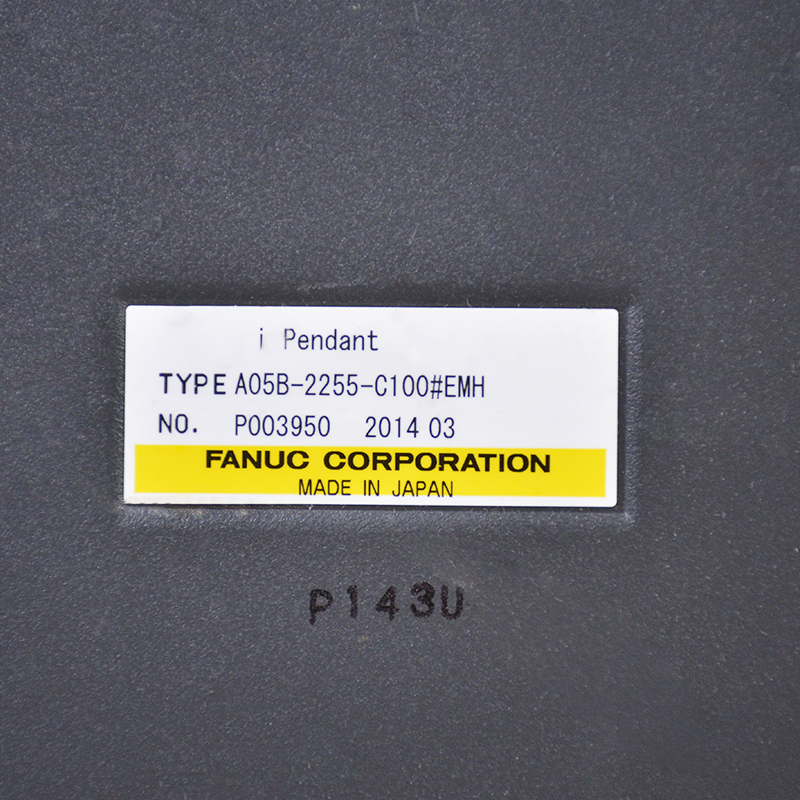 i Pendant
TYPE A05B-2255-C100#EMH
NO. P003950 2014 03
FANUC CORPORATION
MADE IN JAPAN
P143U